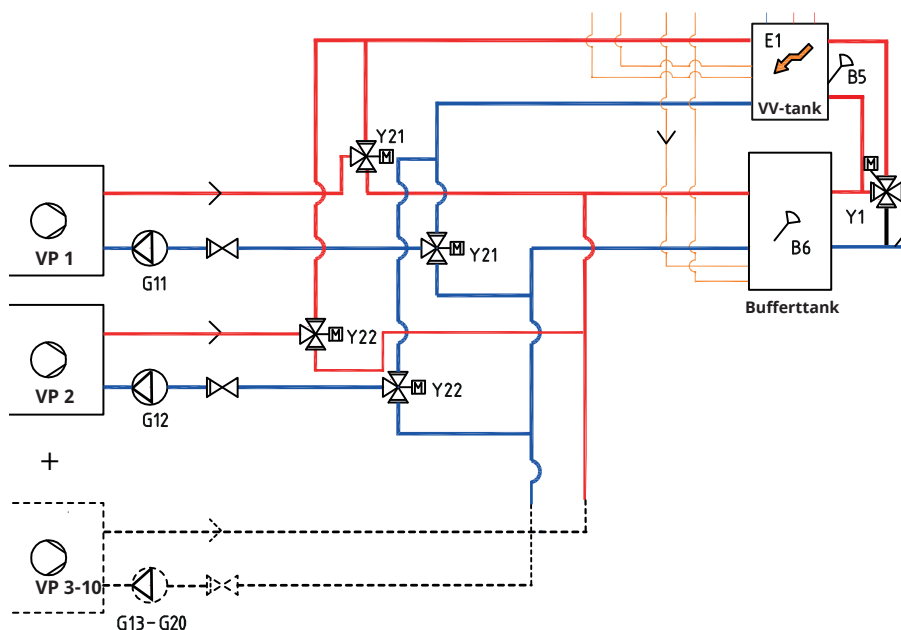 E1
B5
VV-tank
Y21
M
M
VP 1
G11
M
Y21
Y1
B6
Bufferttank
M
Y22
VP 2
G12
M
Y22
+
VP 3-10
G13-G20